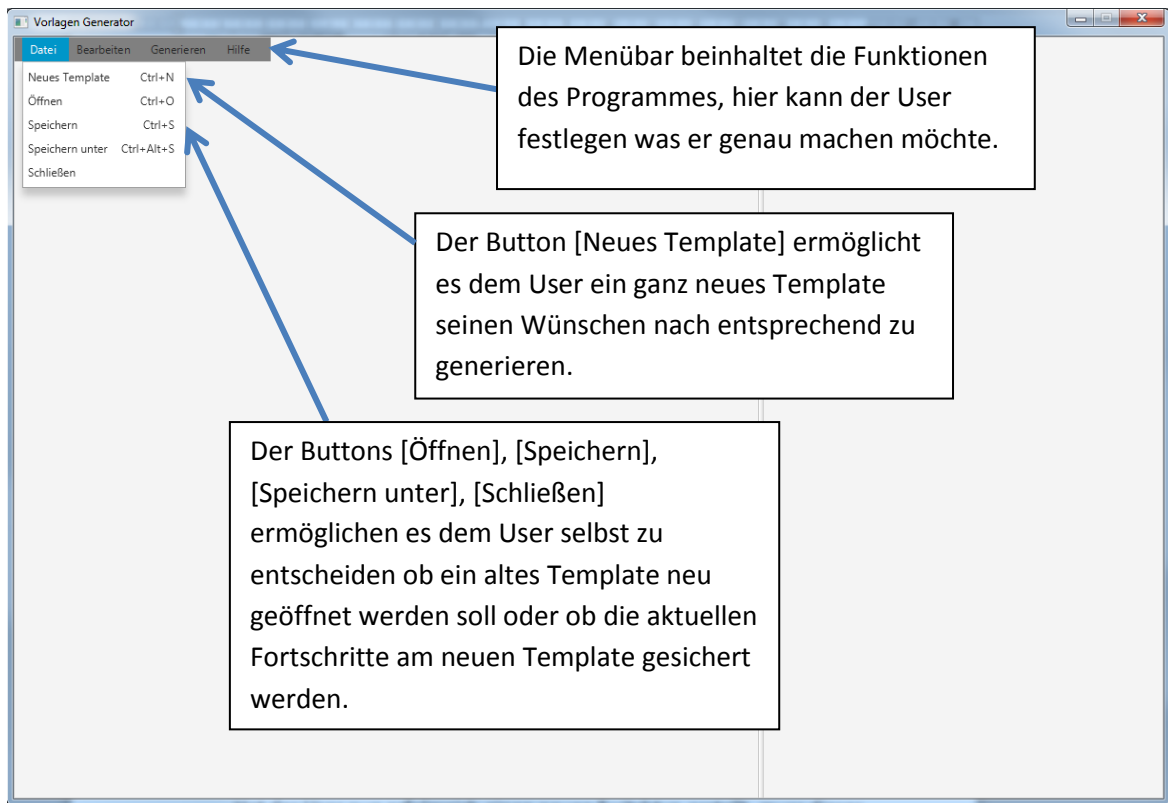 Vorlagen Generator
Datei Bearbeiten Generieren Hilfe
Neues Template Ctrl+N
Öffnen Ctrl+O
Speichern Ctrl+S
Speichern unter Ctrl+Alt+S
Schließen
Die Menübar beinhaltet die Funktionen
des Programmes, hier kann der User
festlegen was er genau machen möchte.
Der Button [Neues Template] ermöglicht
es dem User ein ganz neues Template
seinen Wünschen nach entsprechend zu
generieren.
Der Buttons [Öffnen], [Speichern],
[Speichern unter], [Schließen]
ermöglichen es dem User selbst zu
entscheiden ob ein altes Template neu
geöffnet werden soll oder ob die aktuellen
Fortschritte am neuen Template gesichert
werden.